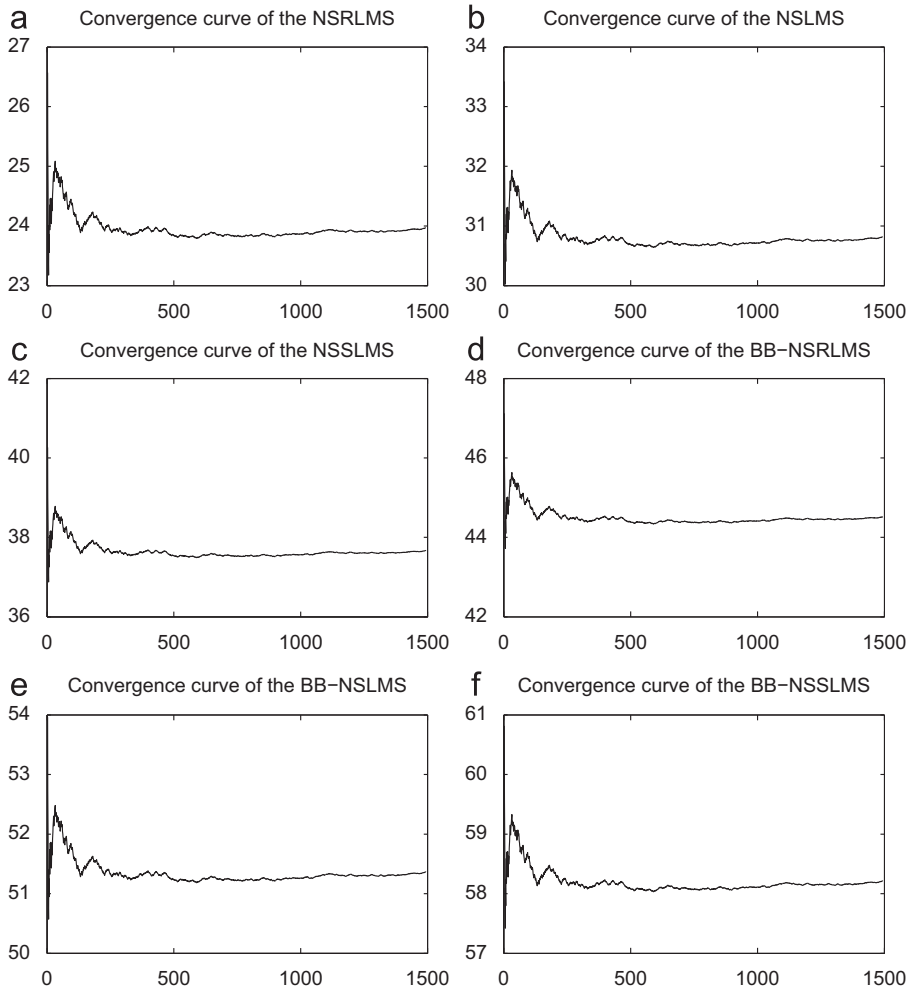 a Convergence curve of the NSRLMS
27
26
25
24
23
0 500 1000 1500
b Convergence curve of the NSLMS
34
33
32
31
30
0 500 1000 1500
c Convergence curve of the NSSLMS
42
40
38
36
0 500 1000 1500
d Convergence curve of the BB−NSRLMS
48
46
44
42
0 500 1000 1500
e Convergence curve of the BB−NSLMS
54
53
52
51
50
0 500 1000 1500
f Convergence curve of the BB−NSSLMS
61
60
59
58
57
0 500 1000 1500